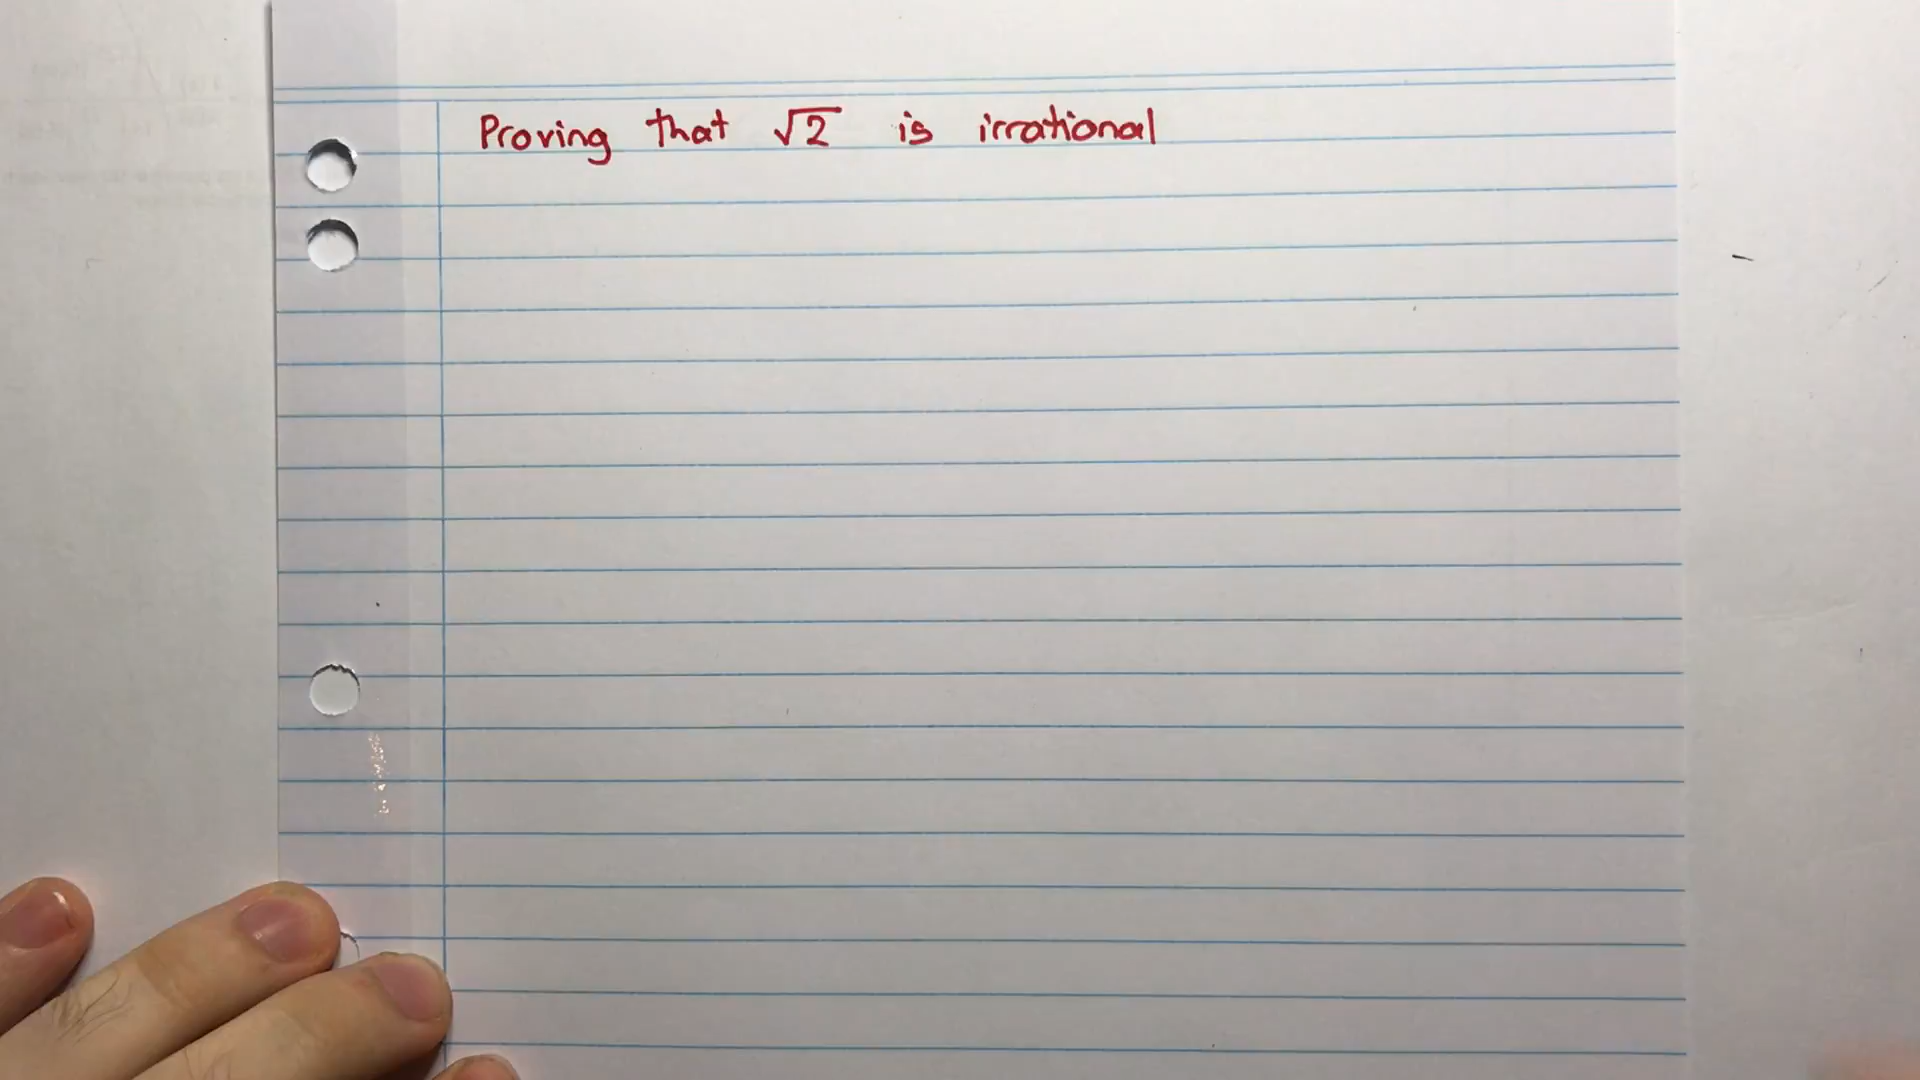 Proving that √2 is irrational